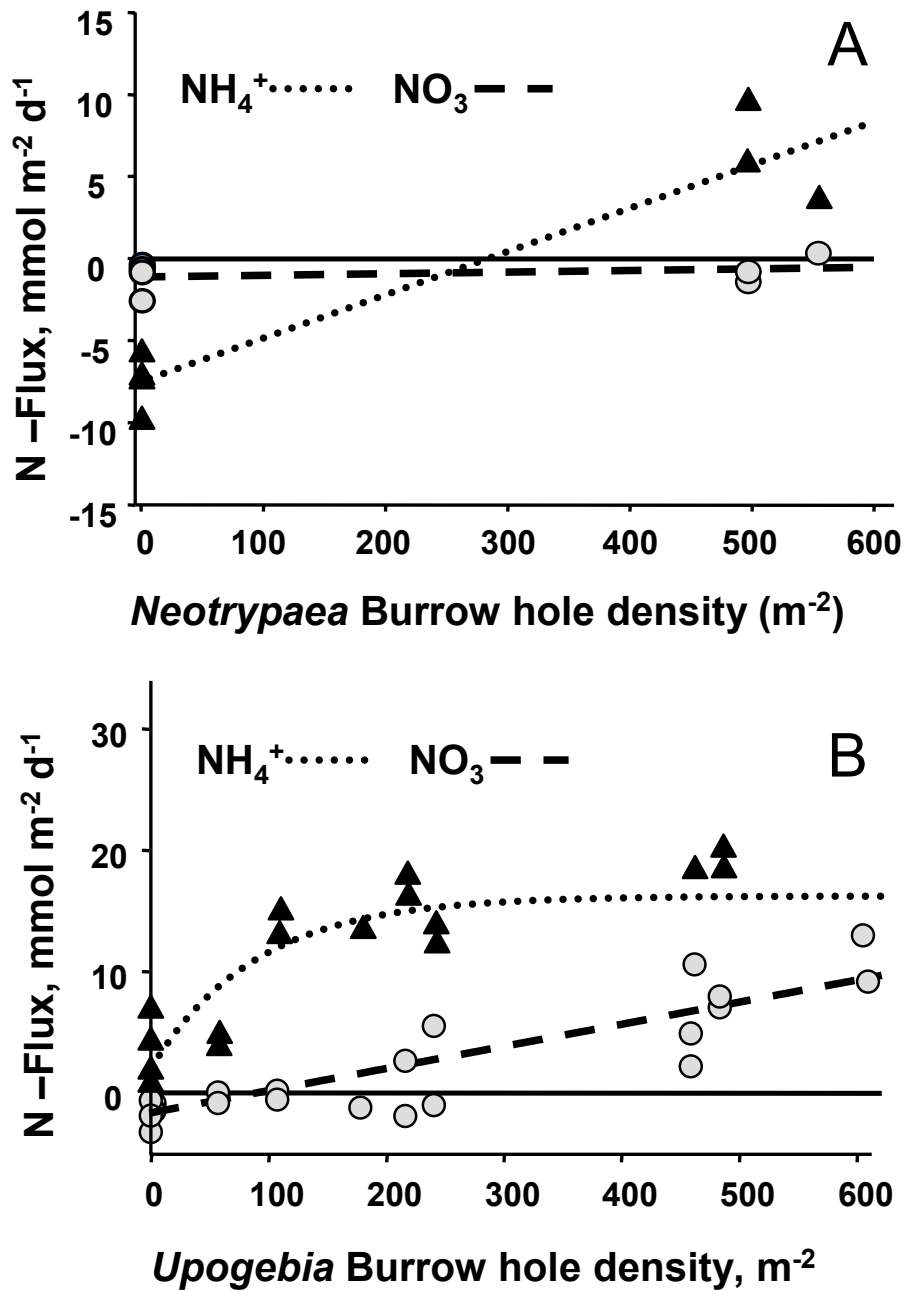 A
15
10
5
0
-5
-10
-15
N –Flux, mmol m⁻² d⁻¹
NH₄⁺ NO₃
0 100 200 300 400 500 600
Neotrypaea Burrow hole density (m⁻²)
B
30
20
10
0
N –Flux, mmol m⁻² d⁻¹
NH₄⁺ NO₃
0 100 200 300 400 500 600
Upogebia Burrow hole density, m⁻²